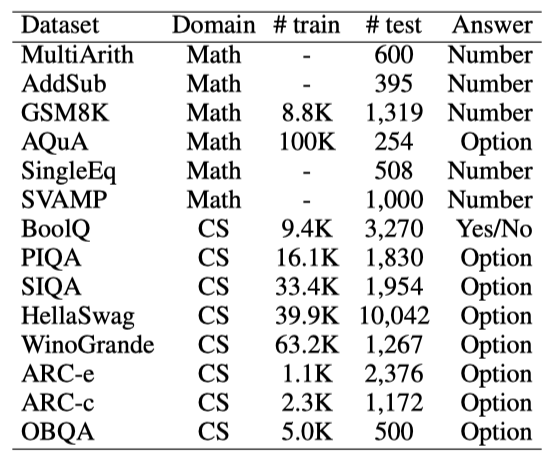 Dataset Domain # train # test Answer
MultiArith Math - 600 Number
AddSub Math - 395 Number
GSM8K Math 8.8K 1,319 Number
AQuA Math 100K 254 Option
SingleEq Math - 508 Number
SVAMP Math - 1,000 Number
BoolQ CS 9.4K 3,270 Yes/No
PIQA CS 16.1K 1,830 Option
SIQA CS 33.4K 1,954 Option
HellaSwag CS 39.9K 10,042 Option
WinoGrande CS 63.2K 1,267 Option
ARC-e CS 1.1K 2,376 Option
ARC-c CS 2.3K 1,172 Option
OBQA CS 5.0K 500 Option